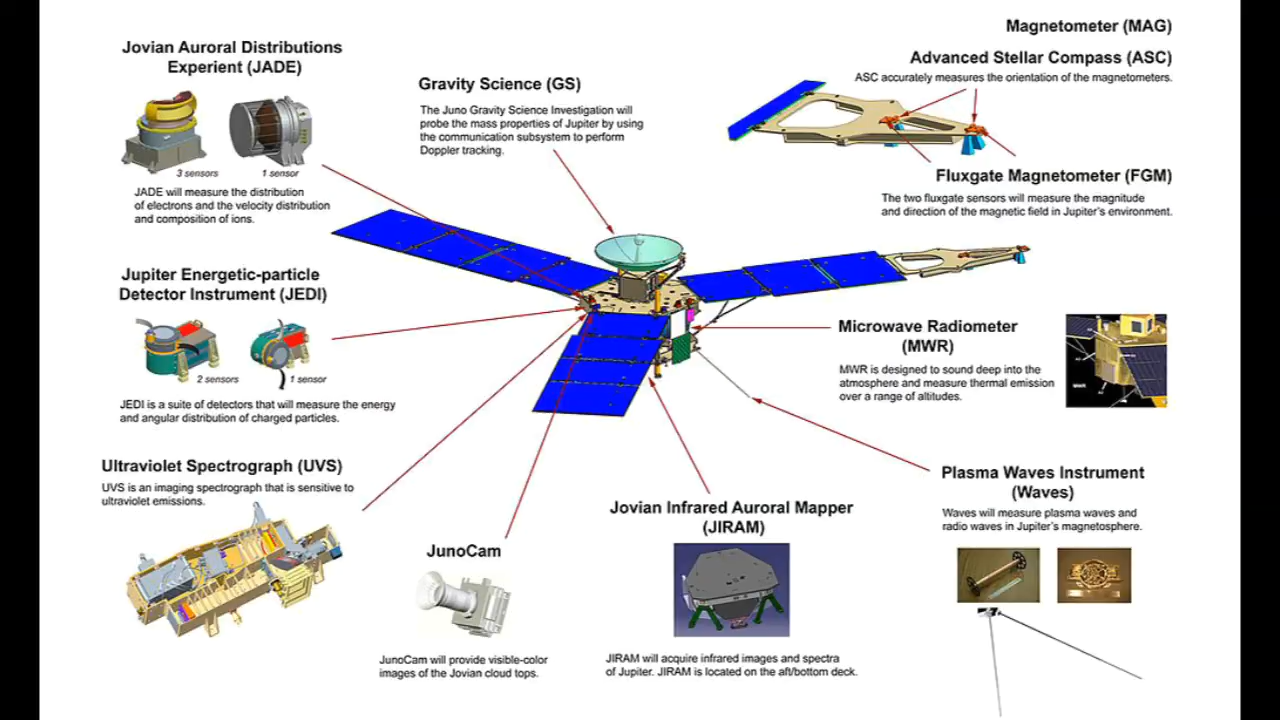 Jovian Auroral Distributions
Experient (JADE)
3 sensors
1 sensor
JADE will measure the distribution
of electrons and the velocity distribution
and composition of ions.
Gravity Science (GS)
The Juno Gravity Science Investigation will
probe the mass properties of Jupiter by using
the communication subsystem to perform
Doppler tracking.
Magnetometer (MAG)
Advanced Stellar Compass (ASC)
ASC accurately measures the orientation of the magnetometers.
Fluxgate Magnetometer (FGM)
The two fluxgate sensors will measure the magnitude
and direction of the magnetic field in Jupiter's environment.
Jupiter Energetic-particle
Detector Instrument (JEDI)
2 sensors
1 sensor
JEDI is a suite of detectors that will measure the energy
and angular distribution of charged particles.
Microwave Radiometer
(MWR)
MWR is designed to sound deep into the
atmosphere and measure thermal emission
over a range of altitudes.
MWR
Ultraviolet Spectrograph (UVS)
UVS is an imaging spectrograph that is sensitive to
ultraviolet emissions.
JunoCam
JunoCam will provide visible-color
images of the Jovian cloud tops.
Jovian Infrared Auroral Mapper
(JIRAM)
JIRAM will acquire infrared images and spectra
of Jupiter. JIRAM is located on the aft/bottom deck.
Plasma Waves Instrument
(Waves)
Waves will measure plasma waves and
radio waves in Jupiter's magnetosphere.